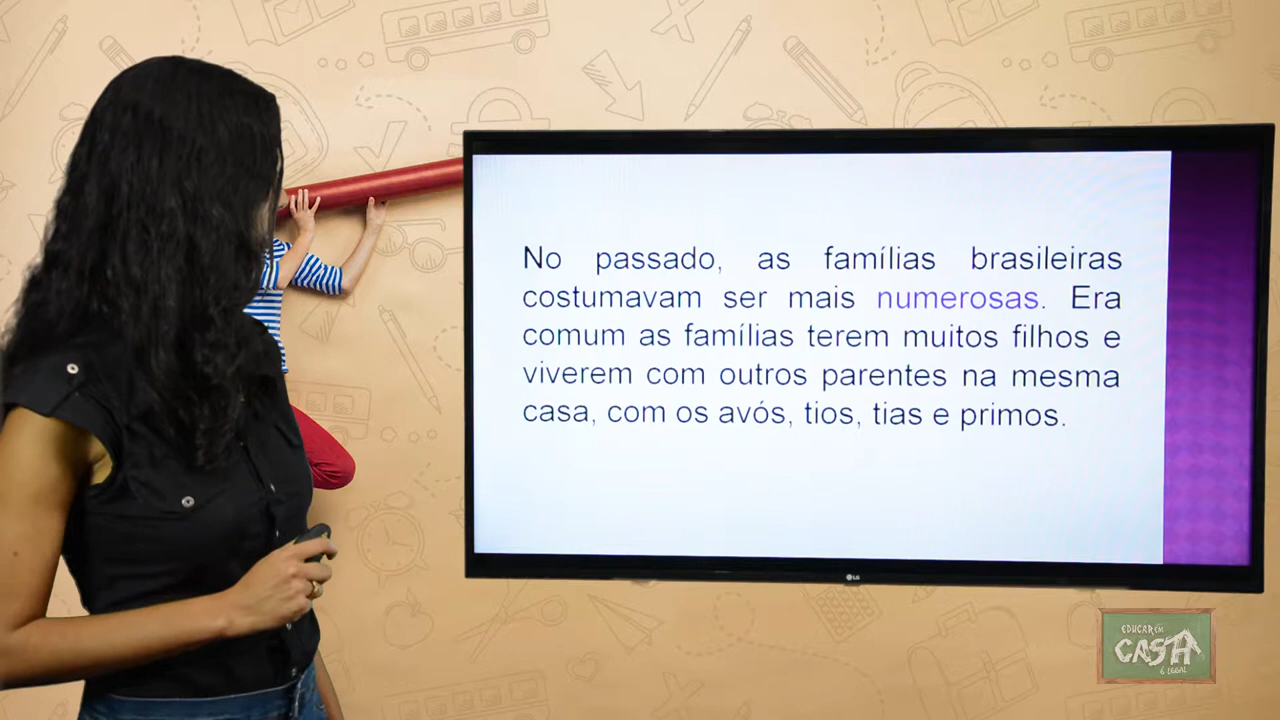 No passado, as famílias brasileiras
costumavam ser mais numerosas. Era
comum as famílias terem muitos filhos e
viverem com outros parentes na mesma
casa, com os avós, tios, tias e primos.
LG
EDUCAR EM
CASA
É LEGAL